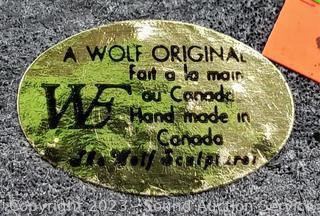 A WOLF ORIGINAL
Fait a la main
WF au Canada
Hand made in
Canada
The Wolf Sculptures
Copyright 2023 - Sound Auction Service